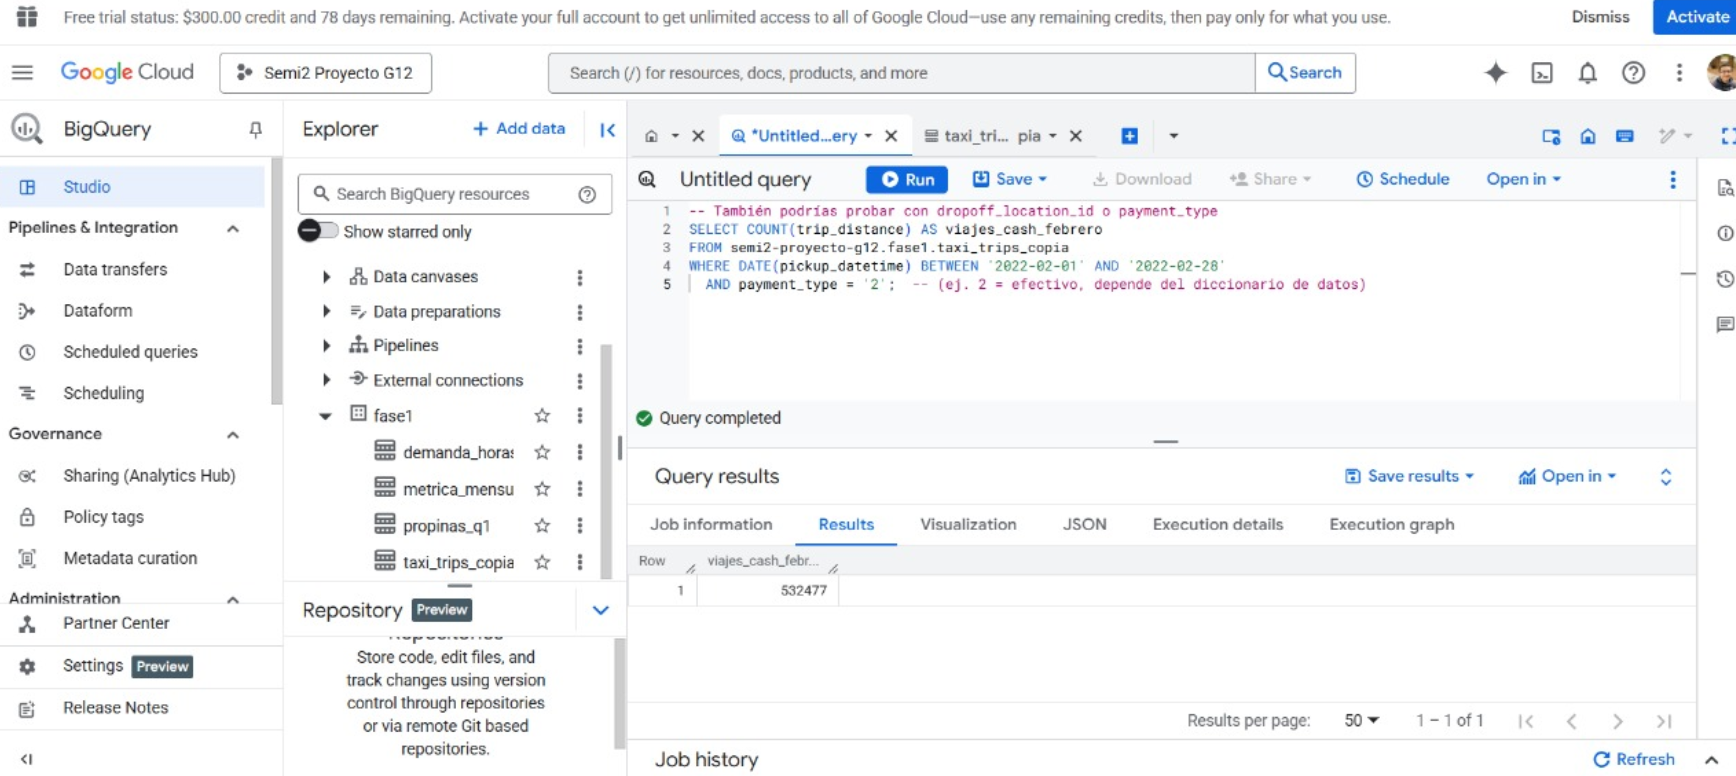 Free trial status: $300.00 credit and 78 days remaining. Activate your full account to get unlimited access to all of Google Cloud—use any remaining credits, then pay only for what you use.
Dismiss
Activate
Google Cloud
Semi2 Proyecto G12
Search (/) for resources, docs, products, and more
Search
BigQuery
Studio
Pipelines & Integration
Data transfers
Dataform
Scheduled queries
Scheduling
Governance
Sharing (Analytics Hub)
Policy tags
Metadata curation
Administration
Partner Center
Settings Preview
Release Notes
Explorer
+ Add data
Search BigQuery resources
Show starred only
Data canvases
Data preparations
Pipelines
External connections
fase1
demanda_horas
metrica_mensu
propinas_q1
taxi_trips_copia
Repository Preview
Repositories
Store code, edit files, and
track changes using version
control through repositories
or via remote Git based
repositories.
*Untitled...ery
taxi_tri... pia
Untitled query
Run
Save
Download
Share
Schedule
Open in
1 -- También podrías probar con dropoff_location_id o payment_type
2 SELECT COUNT(trip_distance) AS viajes_cash_febrero
3 FROM semi2-proyecto-g12.fase1.taxi_trips_copia
4 WHERE DATE(pickup_datetime) BETWEEN '2022-02-01' AND '2022-02-28'
5 AND payment_type = '2'; -- (ej. 2 = efectivo, depende del diccionario de datos)
Query completed
Query results
Save results
Open in
Job information
Results
Visualization
JSON
Execution details
Execution graph
Row viajes_cash_febr...
1 532477
Results per page: 50 1 – 1 of 1
Job history
Refresh